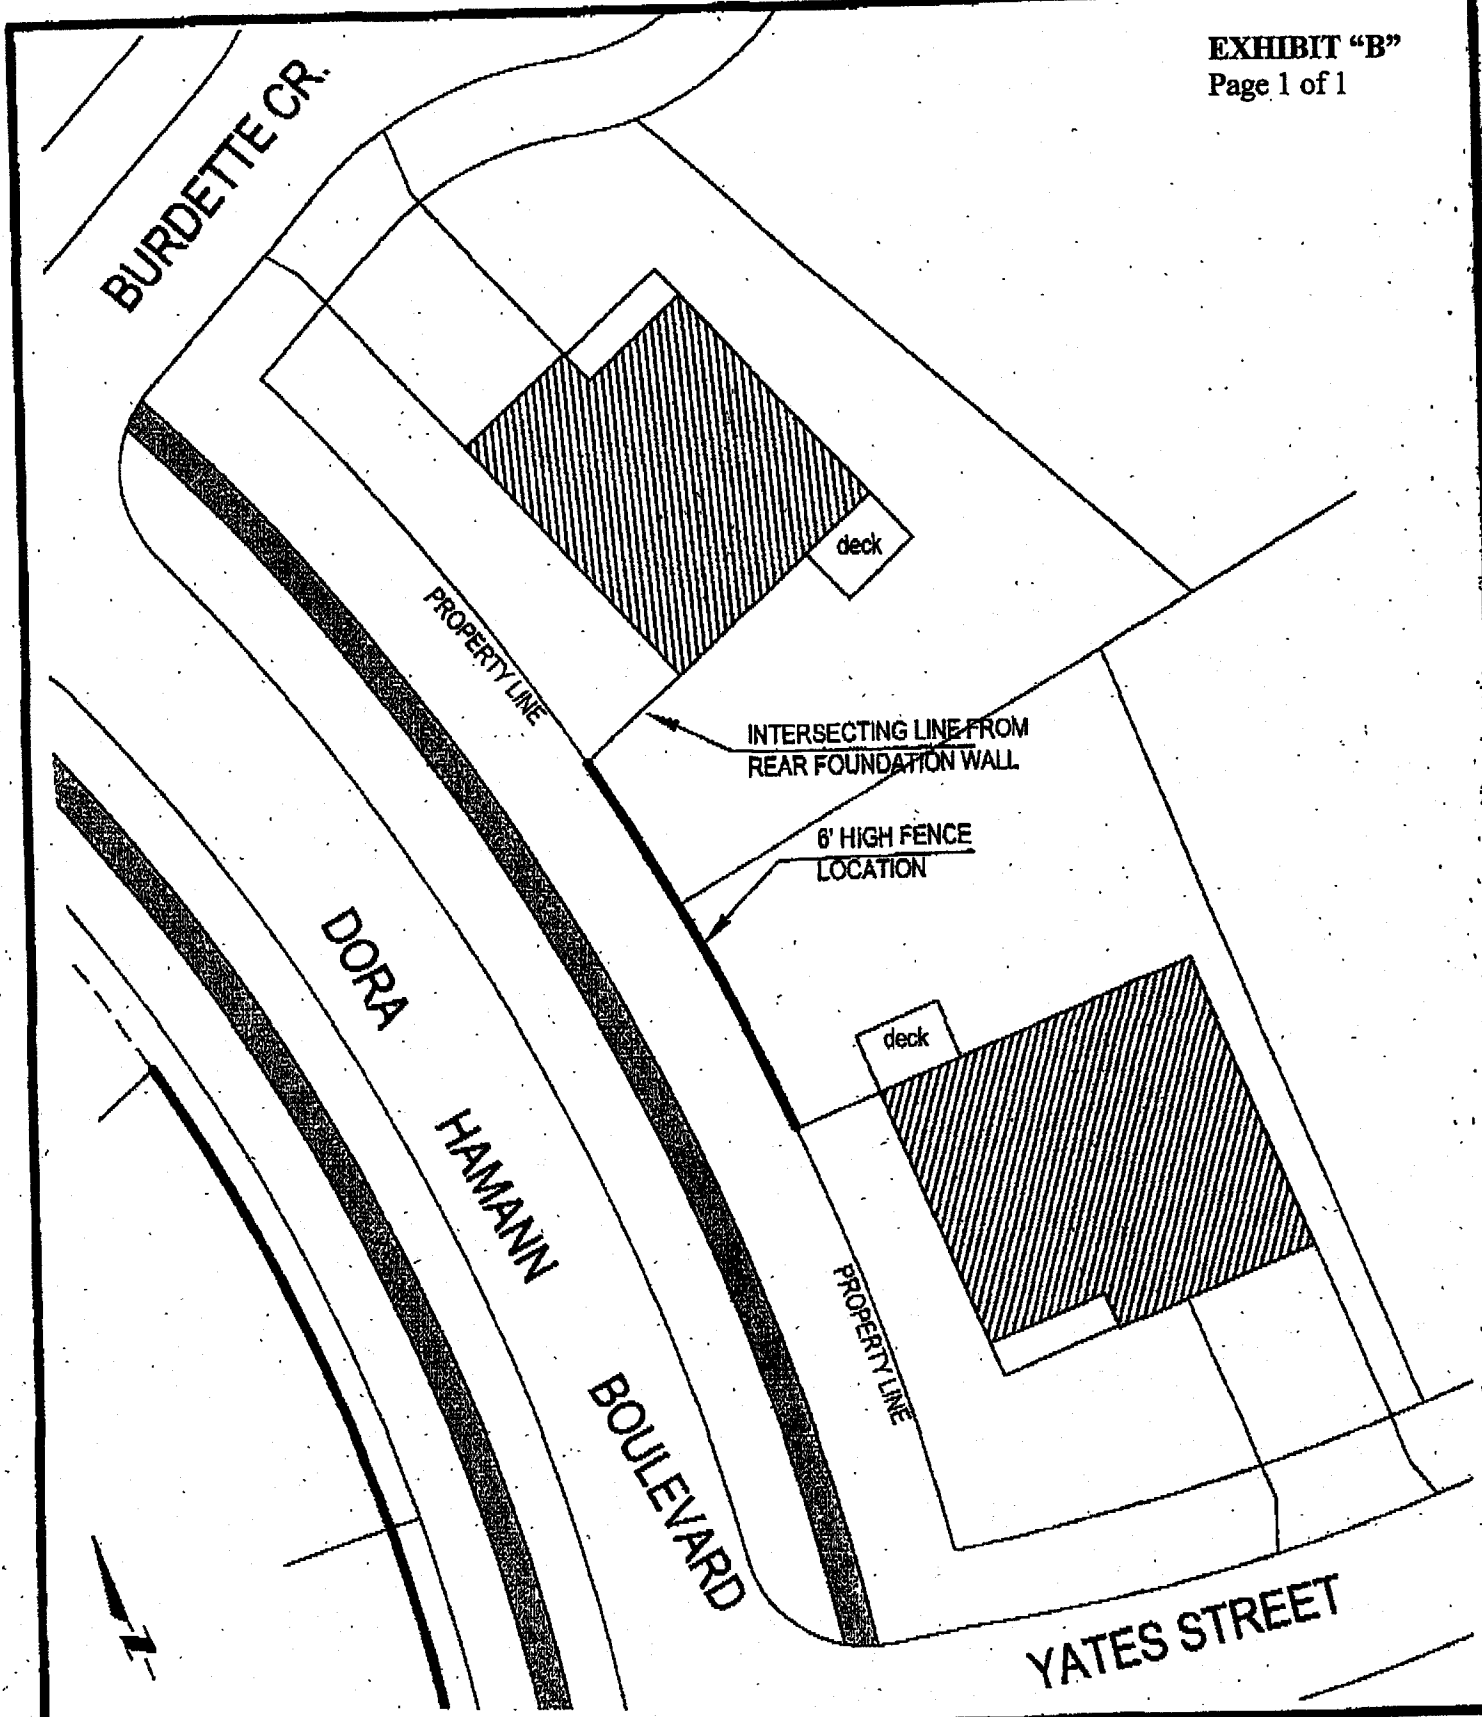 EXHIBIT “B”
Page 1 of 1
BURDETTE CR.
deck
PROPERTY LINE
INTERSECTING LINE FROM
REAR FOUNDATION WALL
6' HIGH FENCE
LOCATION
DORA
HAMANN
BOULEVARD
deck
PROPERTY LINE
YATES STREET
N